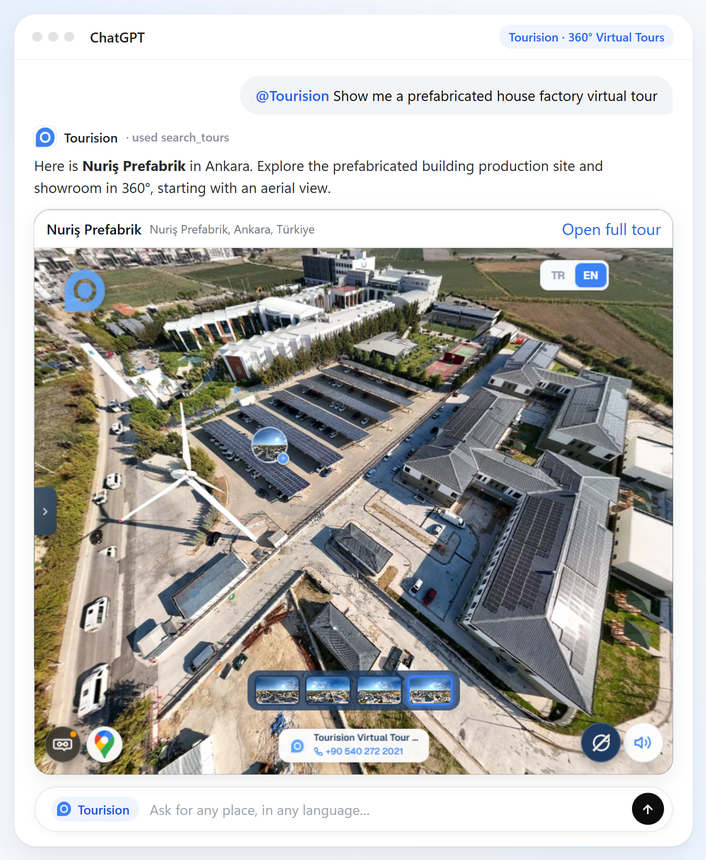 ChatGPT
Tourision · 360° Virtual Tours
@Tourision Show me a prefabricated house factory virtual tour
Tourision · used search_tours
Here is Nuriş Prefabrik in Ankara. Explore the prefabricated building production site and
showroom in 360°, starting with an aerial view.
Nuriş Prefabrik Nuriş Prefabrik, Ankara, Türkiye
Open full tour
TR EN
Tourision Virtual Tour ...
+90 540 272 2021
Tourision Ask for any place, in any language...